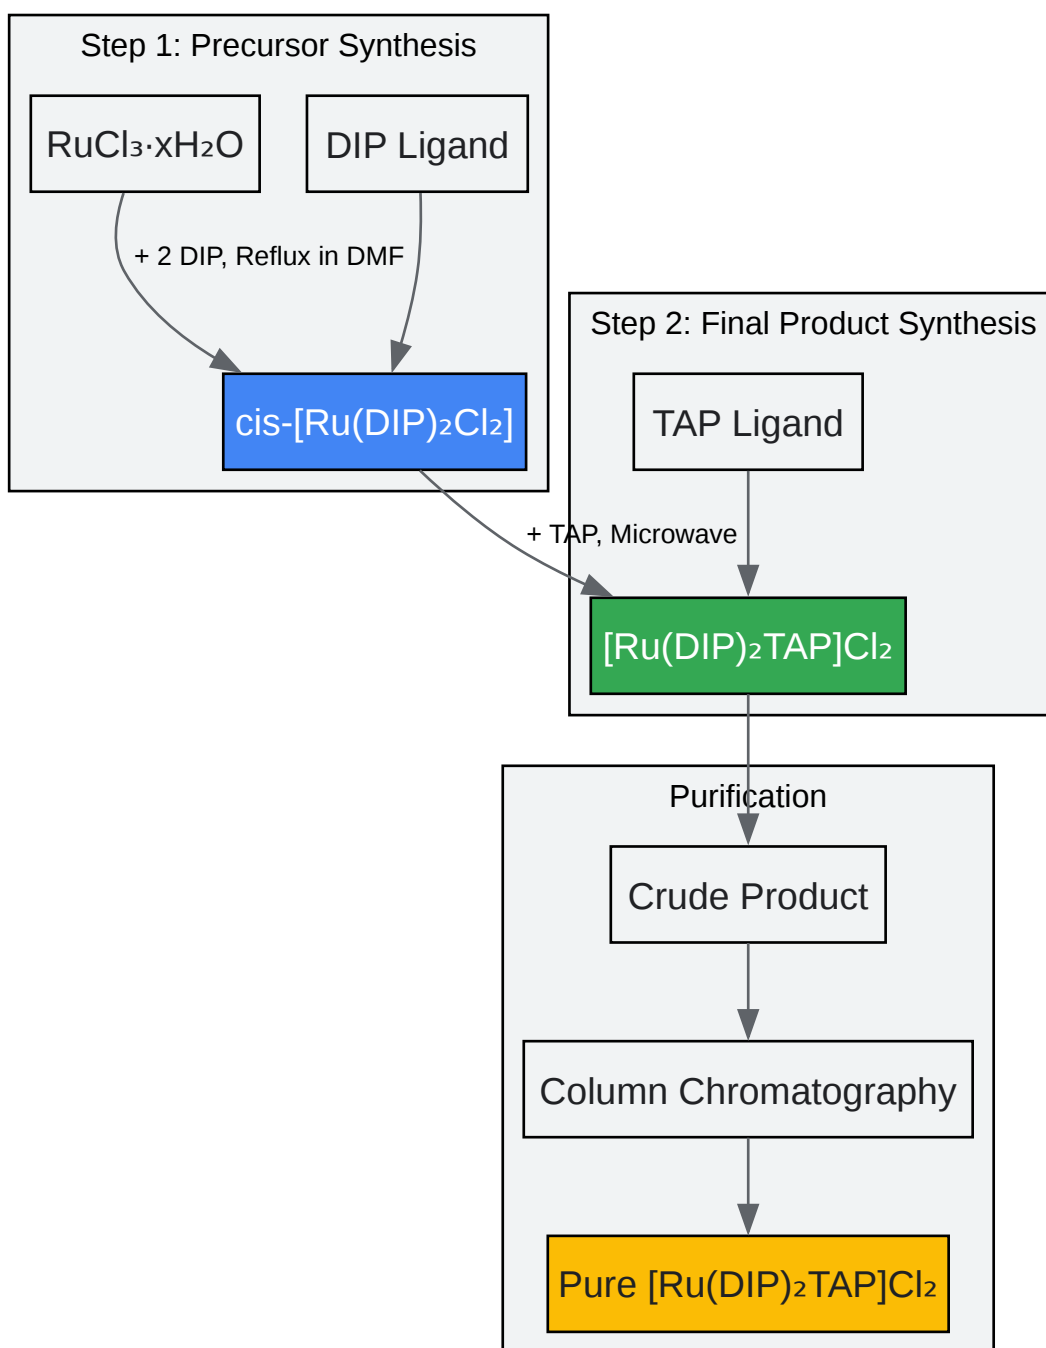 Step 1: Precursor Synthesis
RuCl₃·xH₂O
DIP Ligand
+ 2 DIP, Reflux in DMF
cis-[Ru(DIP)₂Cl₂]
Step 2: Final Product Synthesis
TAP Ligand
+ TAP, Microwave
[Ru(DIP)₂TAP]Cl₂
Purification
Crude Product
Column Chromatography
Pure [Ru(DIP)₂TAP]Cl₂